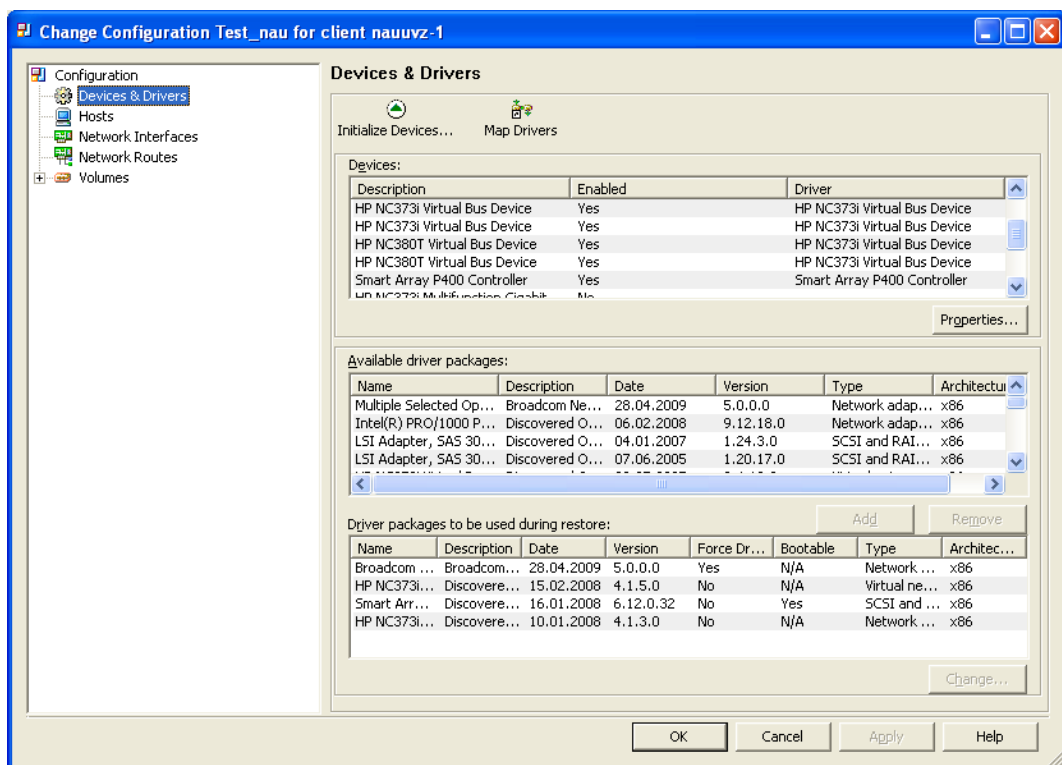 Change Configuration Test_nau for client nauuvz-1
Configuration
Devices & Drivers
Hosts
Network Interfaces
Network Routes
Volumes
Devices & Drivers
Initialize Devices... Map Drivers
Devices:
Description Enabled Driver
HP NC373i Virtual Bus Device Yes HP NC373i Virtual Bus Device
HP NC373i Virtual Bus Device Yes HP NC373i Virtual Bus Device
HP NC380T Virtual Bus Device Yes HP NC373i Virtual Bus Device
HP NC380T Virtual Bus Device Yes HP NC373i Virtual Bus Device
Smart Array P400 Controller Yes Smart Array P400 Controller
HP NC373i Multifunction Gigabit No
Properties...
Available driver packages:
Name Description Date Version Type Architectur
Multiple Selected Op... Broadcom Ne... 28.04.2009 5.0.0.0 Network adap... x86
Intel(R) PRO/1000 P... Discovered O... 06.02.2008 9.12.18.0 Network adap... x86
LSI Adapter, SAS 30... Discovered O... 04.01.2007 1.24.3.0 SCSI and RAI... x86
LSI Adapter, SAS 30... Discovered O... 07.06.2005 1.20.17.0 SCSI and RAI... x86
Add Remove
Driver packages to be used during restore:
Name Description Date Version Force Dr... Bootable Type Architec...
Broadcom ... Broadcom... 28.04.2009 5.0.0.0 Yes N/A Network ... x86
HP NC373i... Discovere... 15.02.2008 4.1.5.0 No N/A Virtual ne... x86
Smart Arr... Discovere... 16.01.2008 6.12.0.32 No Yes SCSI and ... x86
HP NC373i... Discovere... 10.01.2008 4.1.3.0 No N/A Network ... x86
Change...
OK Cancel Apply Help